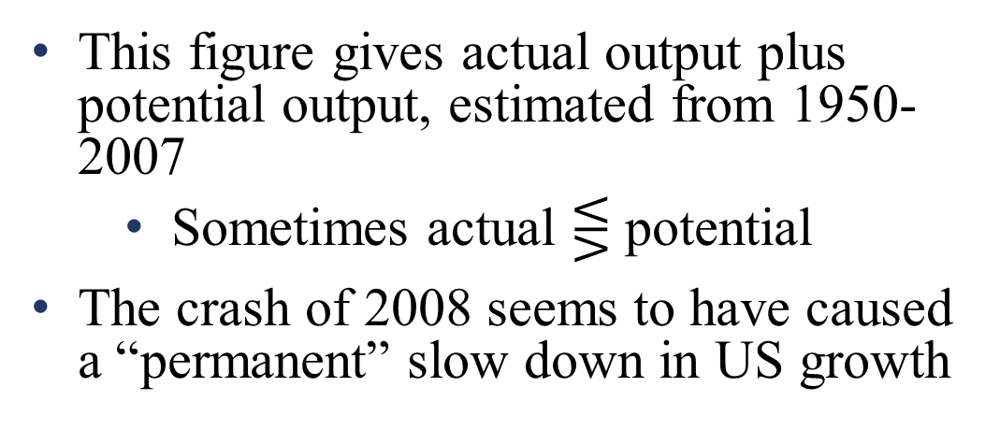 • This figure gives actual output plus
potential output, estimated from 1950-
2007
• Sometimes actual ⪋ potential
• The crash of 2008 seems to have caused
a “permanent” slow down in US growth